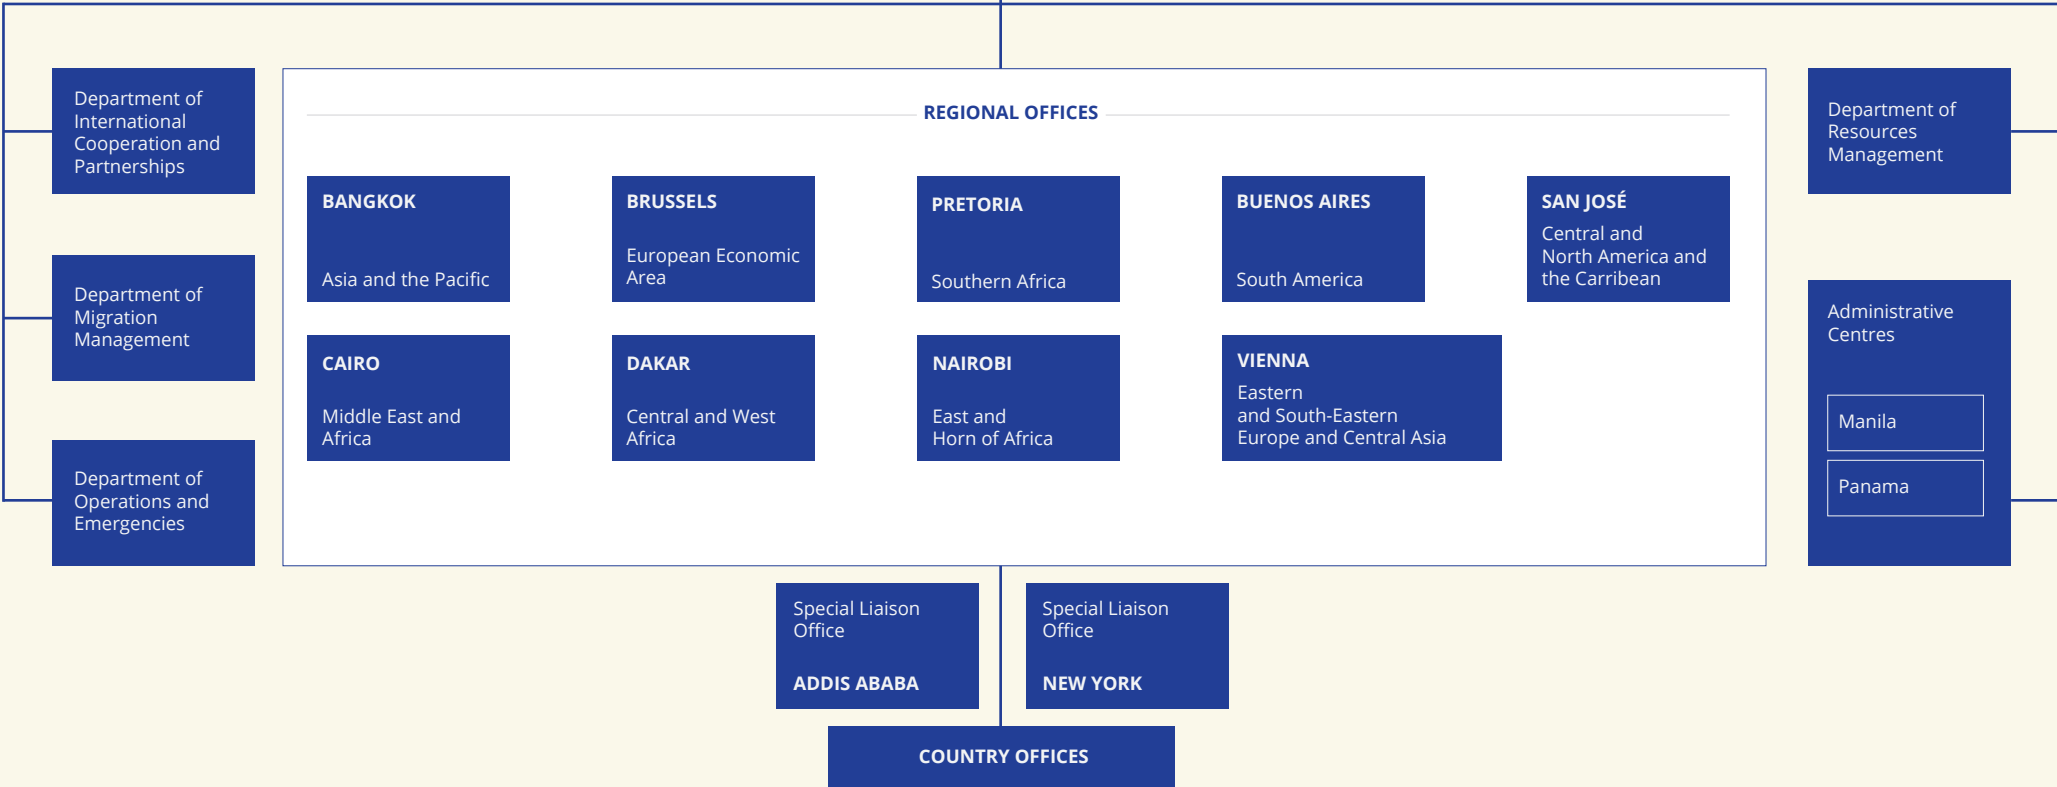 Department of
International
Cooperation and
Partnerships
Department of
Migration
Management
Department of
Operations and
Emergencies
REGIONAL OFFICES
BANGKOK
Asia and the Pacific
BRUSSELS
European Economic
Area
PRETORIA
Southern Africa
BUENOS AIRES
South America
SAN JOSÉ
Central and
North America and
the Carribean
CAIRO
Middle East and
Africa
DAKAR
Central and West
Africa
NAIROBI
East and
Horn of Africa
VIENNA
Eastern
and South-Eastern
Europe and Central Asia
Department of
Resources
Management
Administrative
Centres
Manila
Panama
Special Liaison
Office
ADDIS ABABA
Special Liaison
Office
NEW YORK
COUNTRY OFFICES